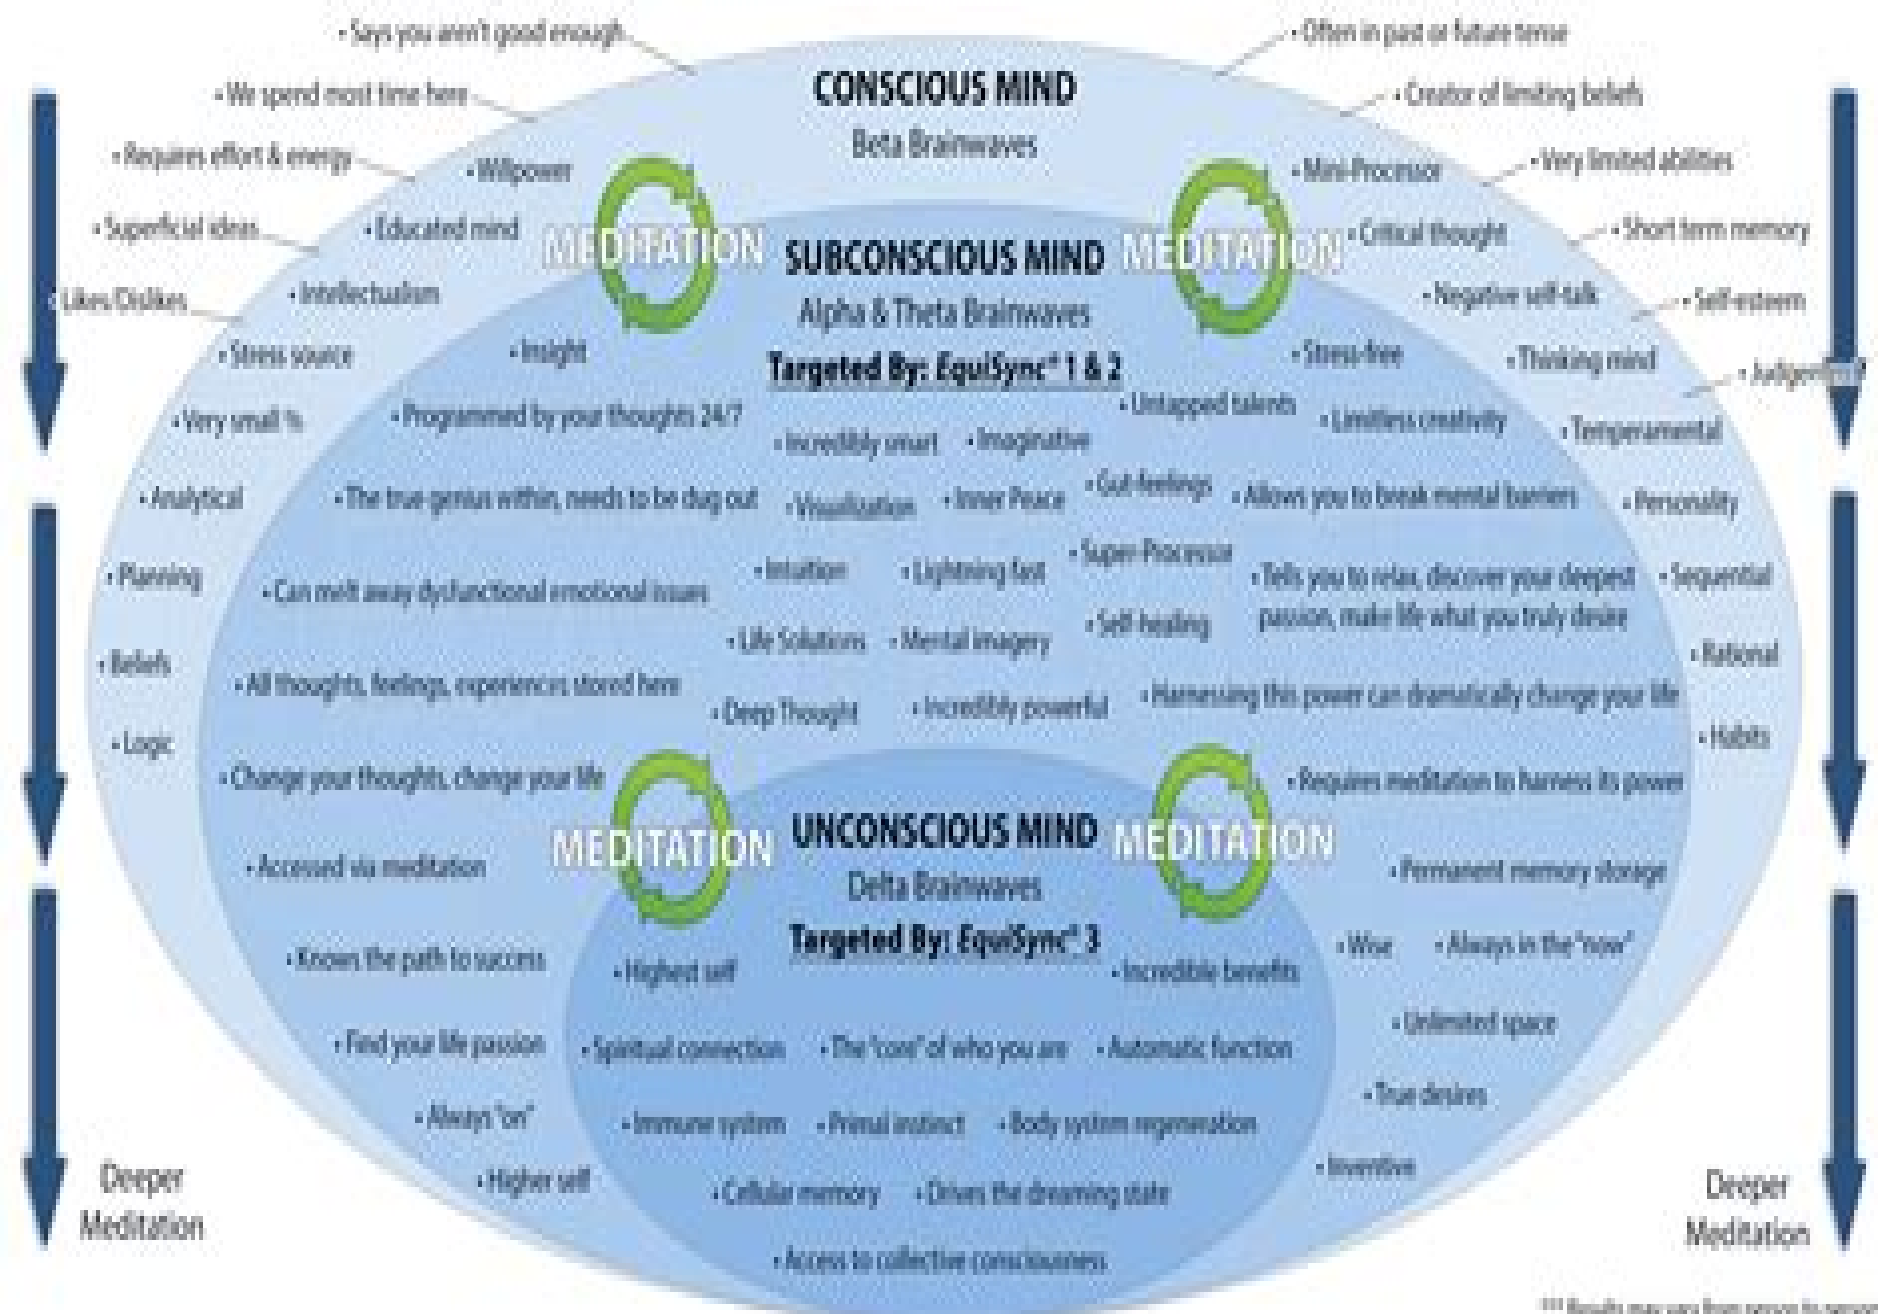 • Says you aren't good enough
• Often in past or future tense
CONSCIOUS MIND
• We spend most time here
• Creator of limiting beliefs
Beta Brainwaves
• Requires effort & energy
• Willpower
• Mini-Processor
• Very limited abilities
• Superficial ideas
• Educated mind
MEDITATION
SUBCONSCIOUS MIND
MEDITATION
• Critical thought
• Short term memory
• Likes/Dislikes
• Intellectualism
Alpha & Theta Brainwaves
• Negative self-talk
• Self-esteem
• Stress source
• Insight
Targeted By: EquiSync® 1 & 2
• Stress-free
• Thinking mind
• Very small %
• Programmed by your thoughts 24/7
• Incredibly smart
• Imaginative
• Untapped talents
• Limitless creativity
• Temperamental
• Analytical
• The true genius within, needs to be dug out
• Visualization
• Inner Peace
• Gut-feelings
• Allows you to break mental barriers
• Personality
• Planning
• Can melt away dysfunctional emotional issues
• Intuition
• Lightning fast
• Super-Processor
• Tells you to relax, discover your deepest
passion, make life what you truly desire
• Sequential
• Beliefs
• All thoughts, feelings, experiences stored here
• Life Solutions
• Mental imagery
• Self-healing
• Rational
• Deep Thought
• Incredibly powerful
• Harnessing this power can dramatically change your life
• Logic
• Habits
• Change your thoughts, change your life
• Requires meditation to harness its power
MEDITATION
UNCONSCIOUS MIND
MEDITATION
• Accessed via meditation
Delta Brainwaves
• Permanent memory storage
Targeted By: EquiSync® 3
• Knows the path to success
• Highest self
• Incredible benefits
• Wise
• Always in the "now"
• Find your life passion
• Spiritual connection
• The "core" of who you are
• Automatic function
• Unlimited space
• Always "on"
• Immune system
• Primal instinct
• Body system regeneration
• True desires
• Higher self
• Cellular memory
• Drives the dreaming state
• Inventive
Deeper
Meditation
Deeper
Meditation
• Access to collective consciousness